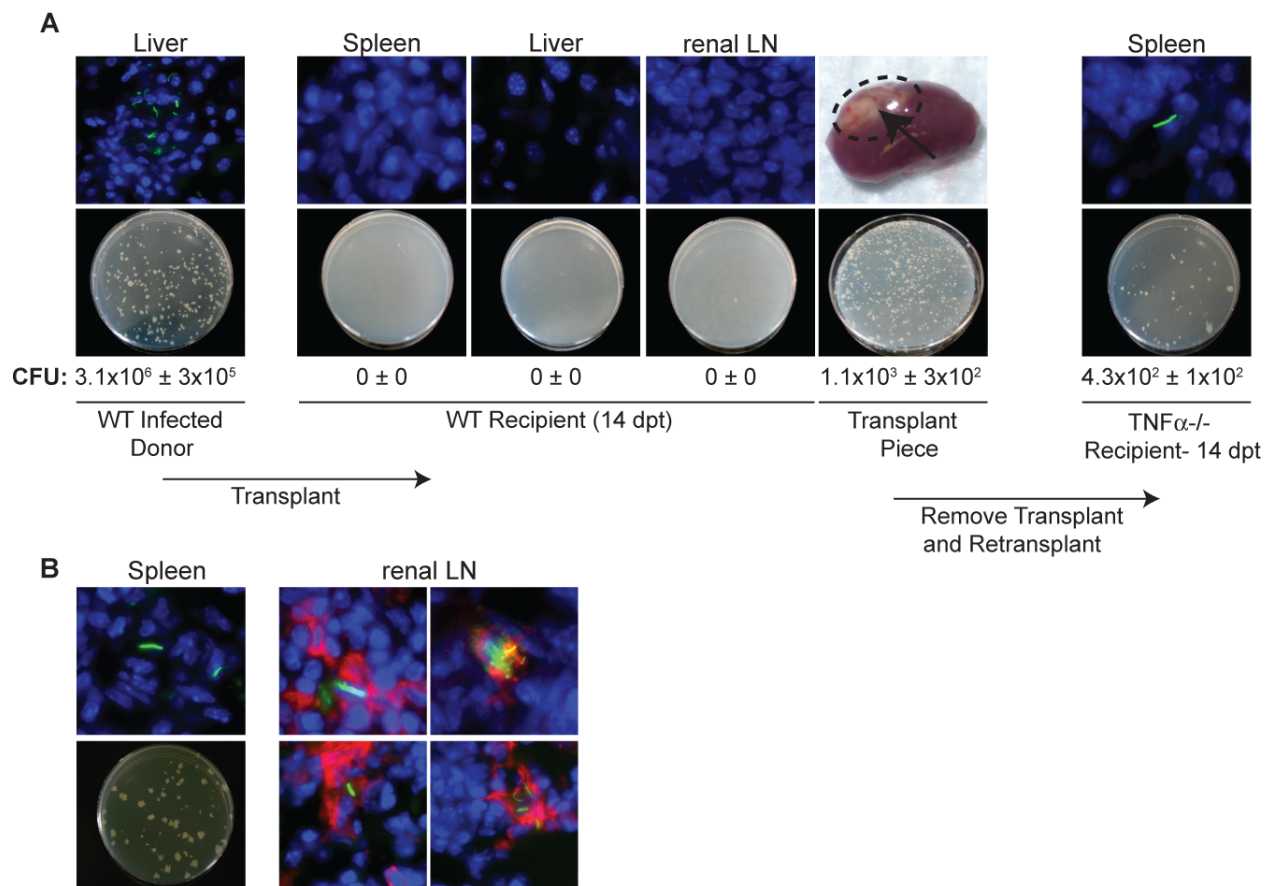 A
Liver
Spleen
Liver
renal LN
Spleen
CFU: 3.1x10⁶ ± 3x10⁵
0 ± 0
0 ± 0
0 ± 0
1.1x10³ ± 3x10²
4.3x10² ± 1x10²
WT Infected
Donor
WT Recipient (14 dpt)
Transplant
Piece
TNFα-/-
Recipient- 14 dpt
Transplant
Remove Transplant
and Retransplant
B
Spleen
renal LN